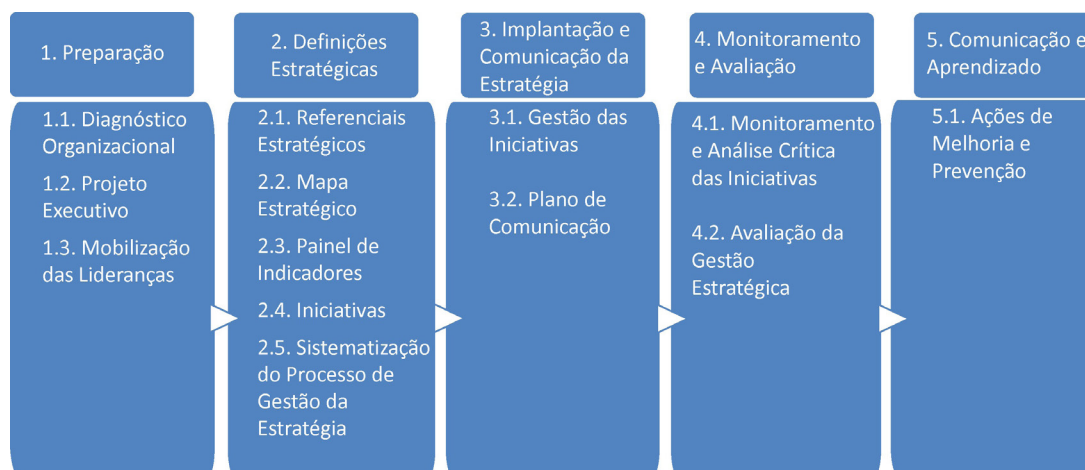 1. Preparação
1.1. Diagnóstico
Organizacional
1.2. Projeto
Executivo
1.3. Mobilização
das Lideranças
2. Definições
Estratégicas
2.1. Referenciais
Estratégicos
2.2. Mapa
Estratégico
2.3. Painel de
Indicadores
2.4. Iniciativas
2.5. Sistematização
do Processo de
Gestão da
Estratégia
3. Implantação e
Comunicação da
Estratégia
3.1. Gestão das
Iniciativas
3.2. Plano de
Comunicação
4. Monitoramento
e Avaliação
4.1. Monitoramento
e Análise Crítica
das Iniciativas
4.2. Avaliação da
Gestão
Estratégica
5. Comunicação e
Aprendizado
5.1. Ações de
Melhoria e
Prevenção